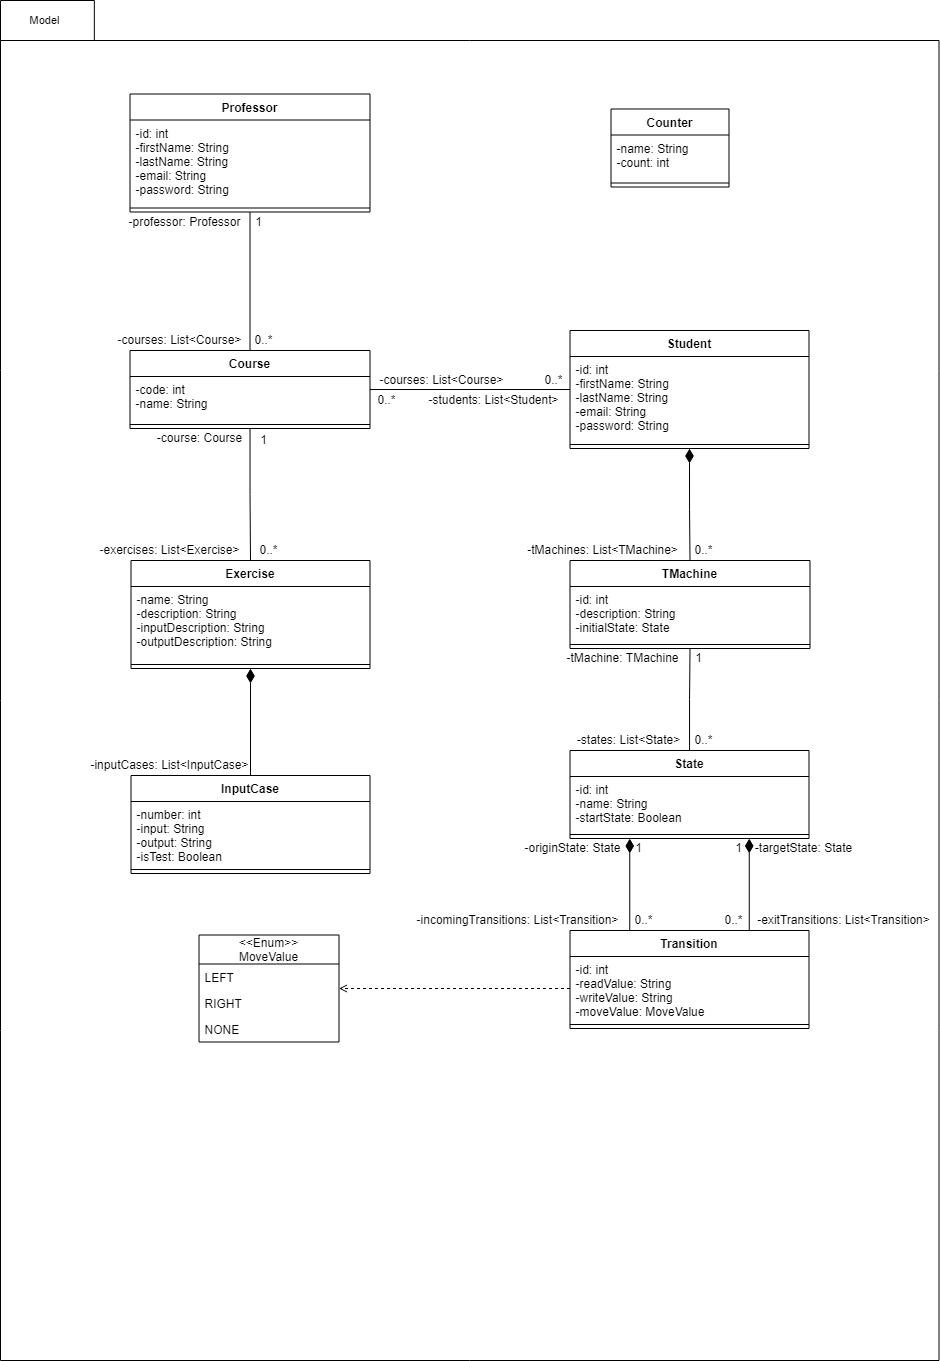 Model
Professor
-id: int
-firstName: String
-lastName: String
-email: String
-password: String
-professor: Professor
1
Counter
-name: String
-count: int
-courses: List<Course>
0..*
Course
-code: int
-name: String
-course: Course
1
-courses: List<Course>
0..*
0..*
-students: List<Student>
Student
-id: int
-firstName: String
-lastName: String
-email: String
-password: String
-exercises: List<Exercise>
0..*
Exercise
-name: String
-description: String
-inputDescription: String
-outputDescription: String
-tMachines: List<TMachine>
0..*
TMachine
-id: int
-description: String
-initialState: State
-tMachine: TMachine
1
-inputCases: List<InputCase>
InputCase
-number: int
-input: String
-output: String
-isTest: Boolean
-states: List<State>
0..*
State
-id: int
-name: String
-startState: Boolean
-originState: State
1
1
-targetState: State
-incomingTransitions: List<Transition>
0..*
0..*
-exitTransitions: List<Transition>
Transition
-id: int
-readValue: String
-writeValue: String
-moveValue: MoveValue
<<Enum>>
MoveValue
LEFT
RIGHT
NONE